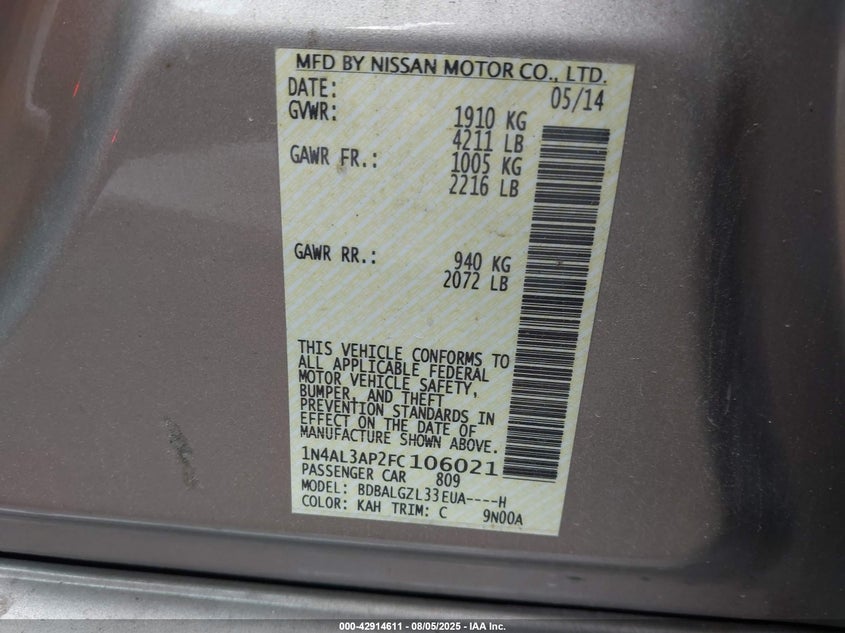 MFD BY NISSAN MOTOR CO., LTD.
DATE: 05/14
GVWR: 1910 KG
4211 LB
GAWR FR.: 1005 KG
2216 LB
GAWR RR.: 940 KG
2072 LB
THIS VEHICLE CONFORMS TO
ALL APPLICABLE FEDERAL
MOTOR VEHICLE SAFETY,
BUMPER, AND THEFT
PREVENTION STANDARDS IN
EFFECT ON THE DATE OF
MANUFACTURE SHOWN ABOVE.
1N4AL3AP2FC106021
PASSENGER CAR 809
MODEL: BDBALGZL33EUA----H
COLOR: KAH TRIM: C 9N00A
000-42914611 - 08/05/2025 - IAA Inc.